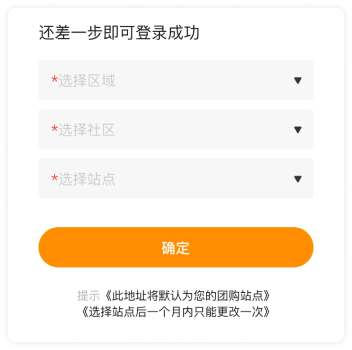 还差一步即可登录成功
*选择区域
*选择社区
*选择站点
确定
提示《此地址将默认为您的团购站点》
《选择站点后一个月内只能更改一次》